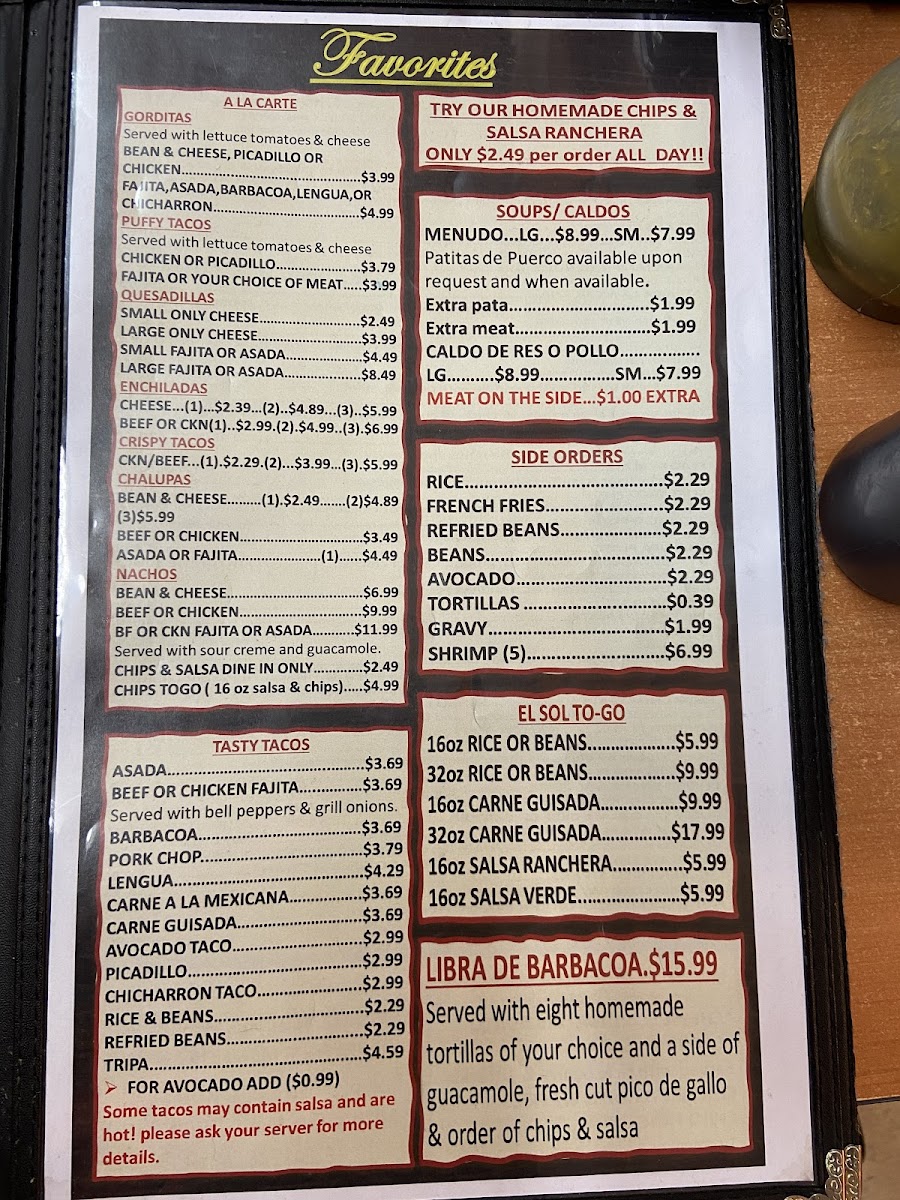 Favorites
A LA CARTE
GORDITAS
Served with lettuce tomatoes & cheese
BEAN & CHEESE, PICADILLO OR
CHICKEN.................................$3.99
FAJITA,ASADA,BARBACOA,LENGUA,OR
CHICHARRON...........................$4.99
PUFFY TACOS
Served with lettuce tomatoes & cheese
CHICKEN OR PICADILLO......................$3.79
FAJITA OR YOUR CHOICE OF MEAT.....$3.99
QUESADILLAS
SMALL ONLY CHEESE..........................$2.49
LARGE ONLY CHEESE..........................$3.99
SMALL FAJITA OR ASADA...................$4.49
LARGE FAJITA OR ASADA...................$8.49
ENCHILADAS
CHEESE...(1)...$2.39...(2)..$4.89...(3)..$5.99
BEEF OR CKN(1)..$2.99.(2).$4.99..(3).$6.99
CRISPY TACOS
CKN/BEEF...(1).$2.29.(2)...$3.99...(3).$5.99
CHALUPAS
BEAN & CHEESE........(1).$2.49.......(2)$4.89
(3)$5.99
BEEF OR CHICKEN..............................$3.49
ASADA OR FAJITA.....................(1)......$4.49
NACHOS
BEAN & CHEESE.................................$6.99
BEEF OR CHICKEN..............................$9.99
BF OR CKN FAJITA OR ASADA..........$11.99
Served with sour creme and guacamole.
CHIPS & SALSA DINE IN ONLY............$2.49
CHIPS TOGO ( 16 oz salsa & chips).....$4.99
TASTY TACOS
ASADA.............................................$3.69
BEEF OR CHICKEN FAJITA..............$3.69
Served with bell peppers & grill onions.
BARBACOA.....................................$3.69
PORK CHOP.....................................$3.79
LENGUA...........................................$4.29
CARNE A LA MEXICANA................$3.69
CARNE GUISADA............................$3.69
AVOCADO TACO.............................$2.99
PICADILLO.......................................$2.99
CHICHARRON TACO.......................$2.99
RICE & BEANS..................................$2.29
REFRIED BEANS...............................$2.29
TRIPA................................................$4.59
➢ FOR AVOCADO ADD ($0.99)
Some tacos may contain salsa and are
hot! please ask your server for more
details.
TRY OUR HOMEMADE CHIPS &
SALSA RANCHERA
ONLY $2.49 per order ALL DAY!!
SOUPS/ CALDOS
MENUDO...LG...$8.99...SM..$7.99
Patitas de Puerco available upon
request and when available.
Extra pata............................$1.99
Extra meat...........................$1.99
CALDO DE RES O POLLO.................
LG..........$8.99................SM...$7.99
MEAT ON THE SIDE...$1.00 EXTRA
SIDE ORDERS
RICE.....................................$2.29
FRENCH FRIES......................$2.29
REFRIED BEANS...................$2.29
BEANS.................................$2.29
AVOCADO...........................$2.29
TORTILLAS ..........................$0.39
GRAVY.................................$1.99
SHRIMP (5)..........................$6.99
EL SOL TO-GO
16oz RICE OR BEANS...................$5.99
32oz RICE OR BEANS...................$9.99
16oz CARNE GUISADA.................$9.99
32oz CARNE GUISADA...............$17.99
16oz SALSA RANCHERA...............$5.99
16oz SALSA VERDE......................$5.99
LIBRA DE BARBACOA.$15.99
Served with eight homemade
tortillas of your choice and a side of
guacamole, fresh cut pico de gallo
& order of chips & salsa